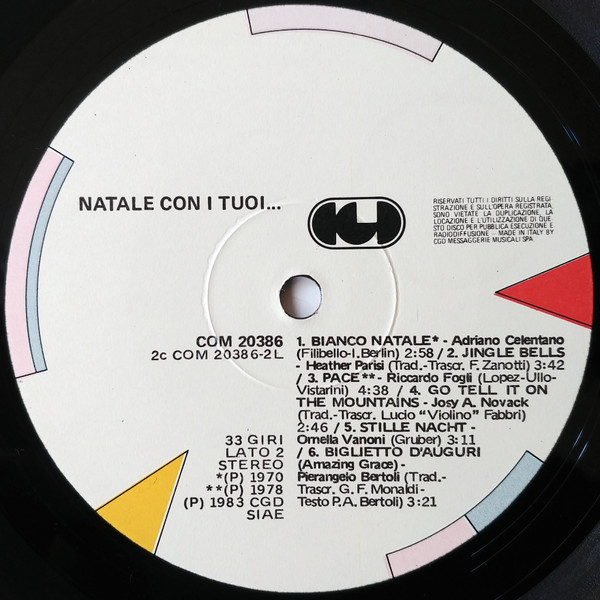 NATALE CON I TUOI...
CGD
RISERVATI TUTTI I DIRITTI SULLA REGI
STRAZIONE E SULL'OPERA REGISTRATA
SONO VIETATE LA DUPLICAZIONE, LA
LOCAZIONE E L'UTILIZZAZIONE DI QUE
STO DISCO PER PUBBLICA ESECUZIONE E
RADIODIFFUSIONE - MADE IN ITALY BY
CGD MESSAGGERIE MUSICALI SPA
COM 20386
2c COM 20386-2L
1. BIANCO NATALE* - Adriano Celentano
(Filibello-I.Berlin) 2:58 / 2. JINGLE BELLS
- Heather Parisi (Trad.-Trascr. F. Zanotti) 3:42
/ 3. PACE** - Riccardo Fogli (Lopez-Ullo-
Vistarini) 4:38 / 4. GO TELL IT ON
THE MOUNTAINS - Josy A. Novack
(Trad.-Trascr. Lucio "Violino" Fabbri)
2:46 / 5. STILLE NACHT -
Ornella Vanoni (Gruber) 3:11
/ 6. BIGLIETTO D'AUGURI
(Amazing Grace) -
Pierangelo Bertoli (Trad.-
Trascr. G. F. Monaldi -
Testo P.A. Bertoli) 3:21
33 GIRI
LATO 2
STEREO
*(P) 1970
**(P) 1978
(P) 1983 CGD
SIAE